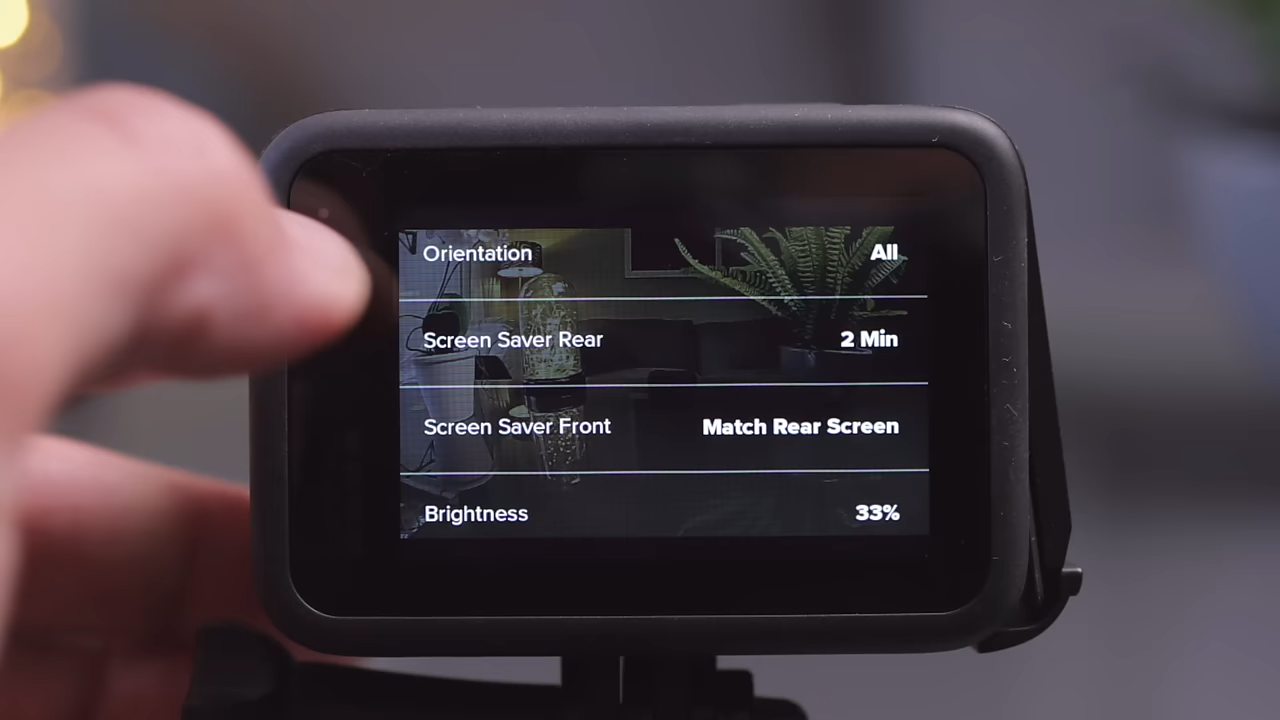 Orientation All
Screen Saver Rear 2 Min
Screen Saver Front Match Rear Screen
Brightness 33%